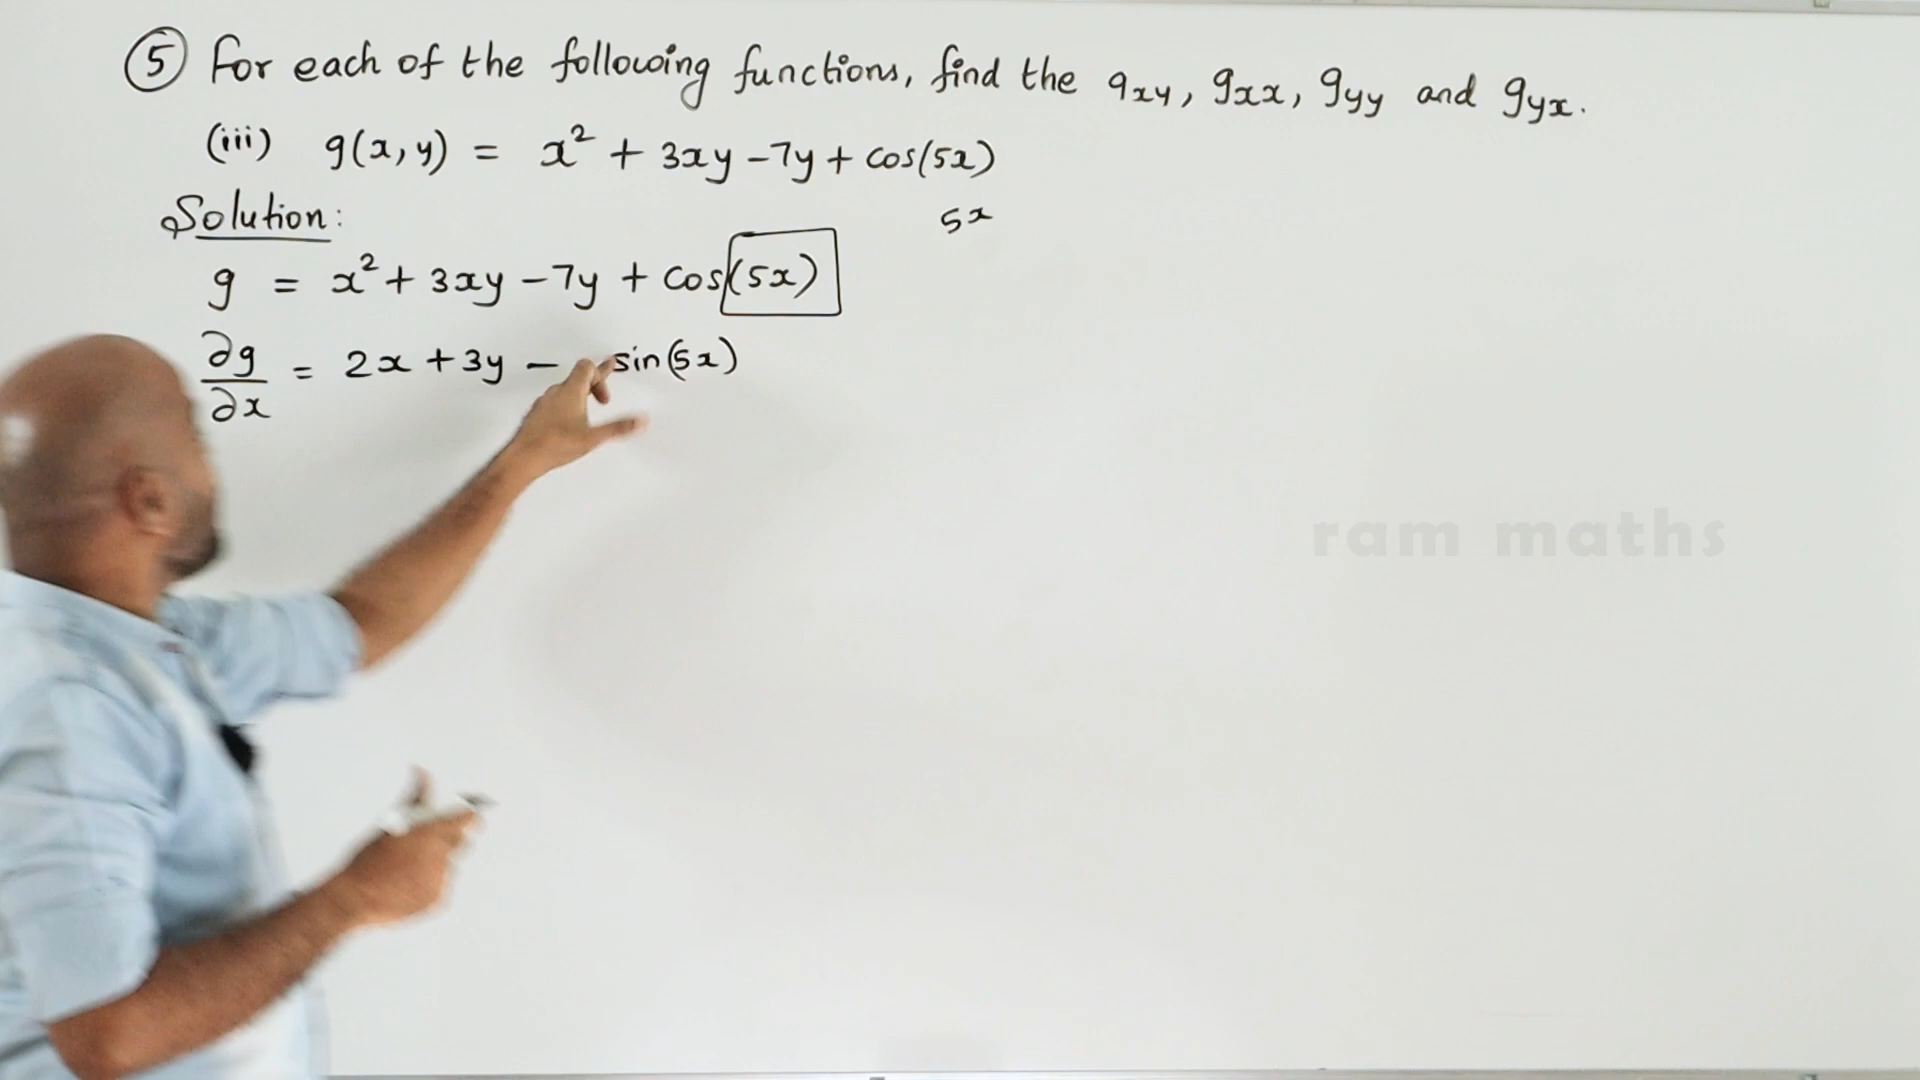 ⑤ For each of the following functions, find the gxy, gxx, gyy and gyx.
(iii) g(x,y) = x² + 3xy - 7y + cos(5x)
Solution:
5x
g = x² + 3xy - 7y + cos(5x)
∂g/∂x = 2x + 3y - sin(5x)
ram maths